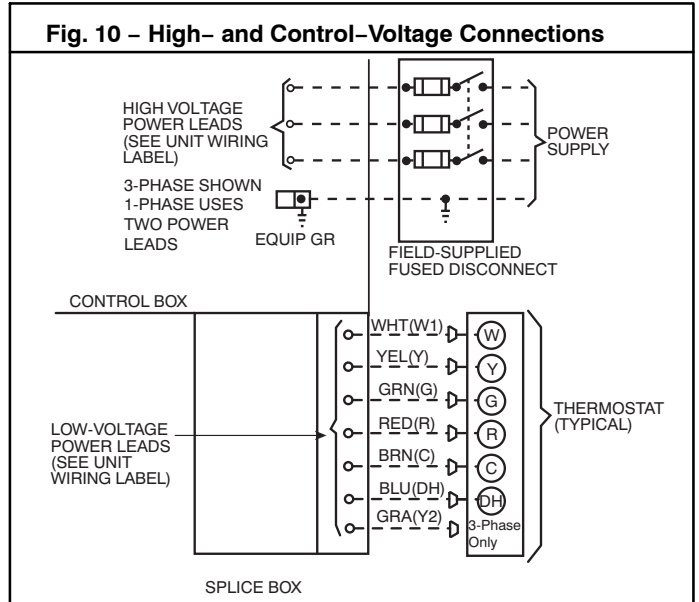 Fig. 10 – High– and Control–Voltage Connections
HIGH VOLTAGE
POWER LEADS
(SEE UNIT WIRING
LABEL)
POWER
SUPPLY
3-PHASE SHOWN
1-PHASE USES
TWO POWER
LEADS
EQUIP GR
FIELD-SUPPLIED
FUSED DISCONNECT
CONTROL BOX
WHT(W1)
W
YEL(Y)
Y
GRN(G)
G
RED(R)
R
BRN(C)
C
BLU(DH)
DH
GRA(Y2)
3-Phase
Only
THERMOSTAT
(TYPICAL)
LOW-VOLTAGE
POWER LEADS
(SEE UNIT
WIRING LABEL)
SPLICE BOX